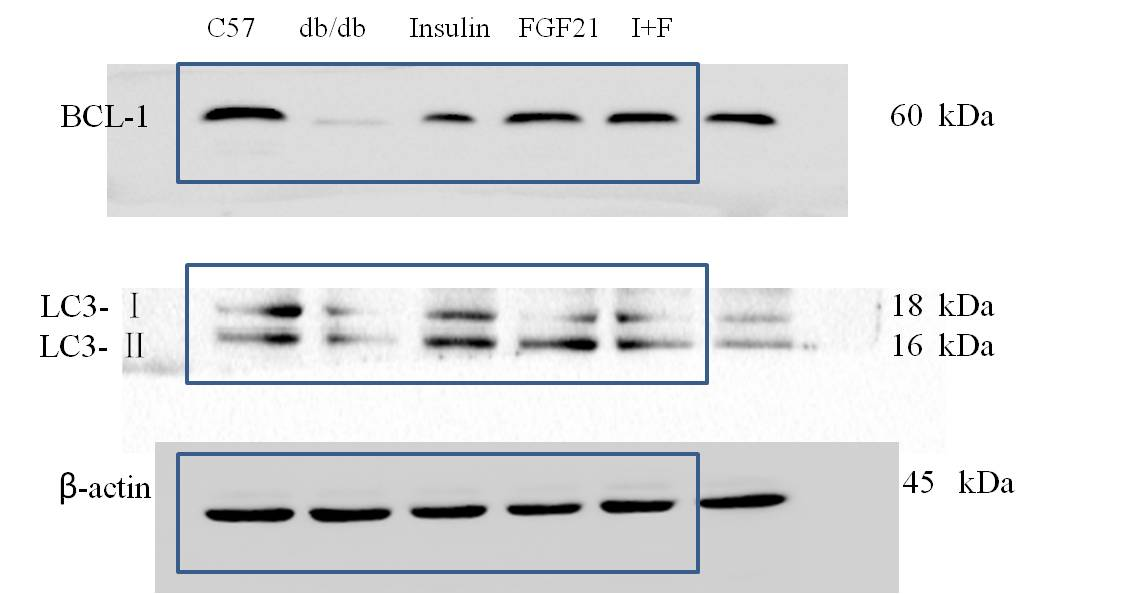 C57 db/db Insulin FGF21 I+F
BCL-1 60 kDa
LC3- Ⅰ 18 kDa
LC3- Ⅱ 16 kDa
β-actin 45 kDa